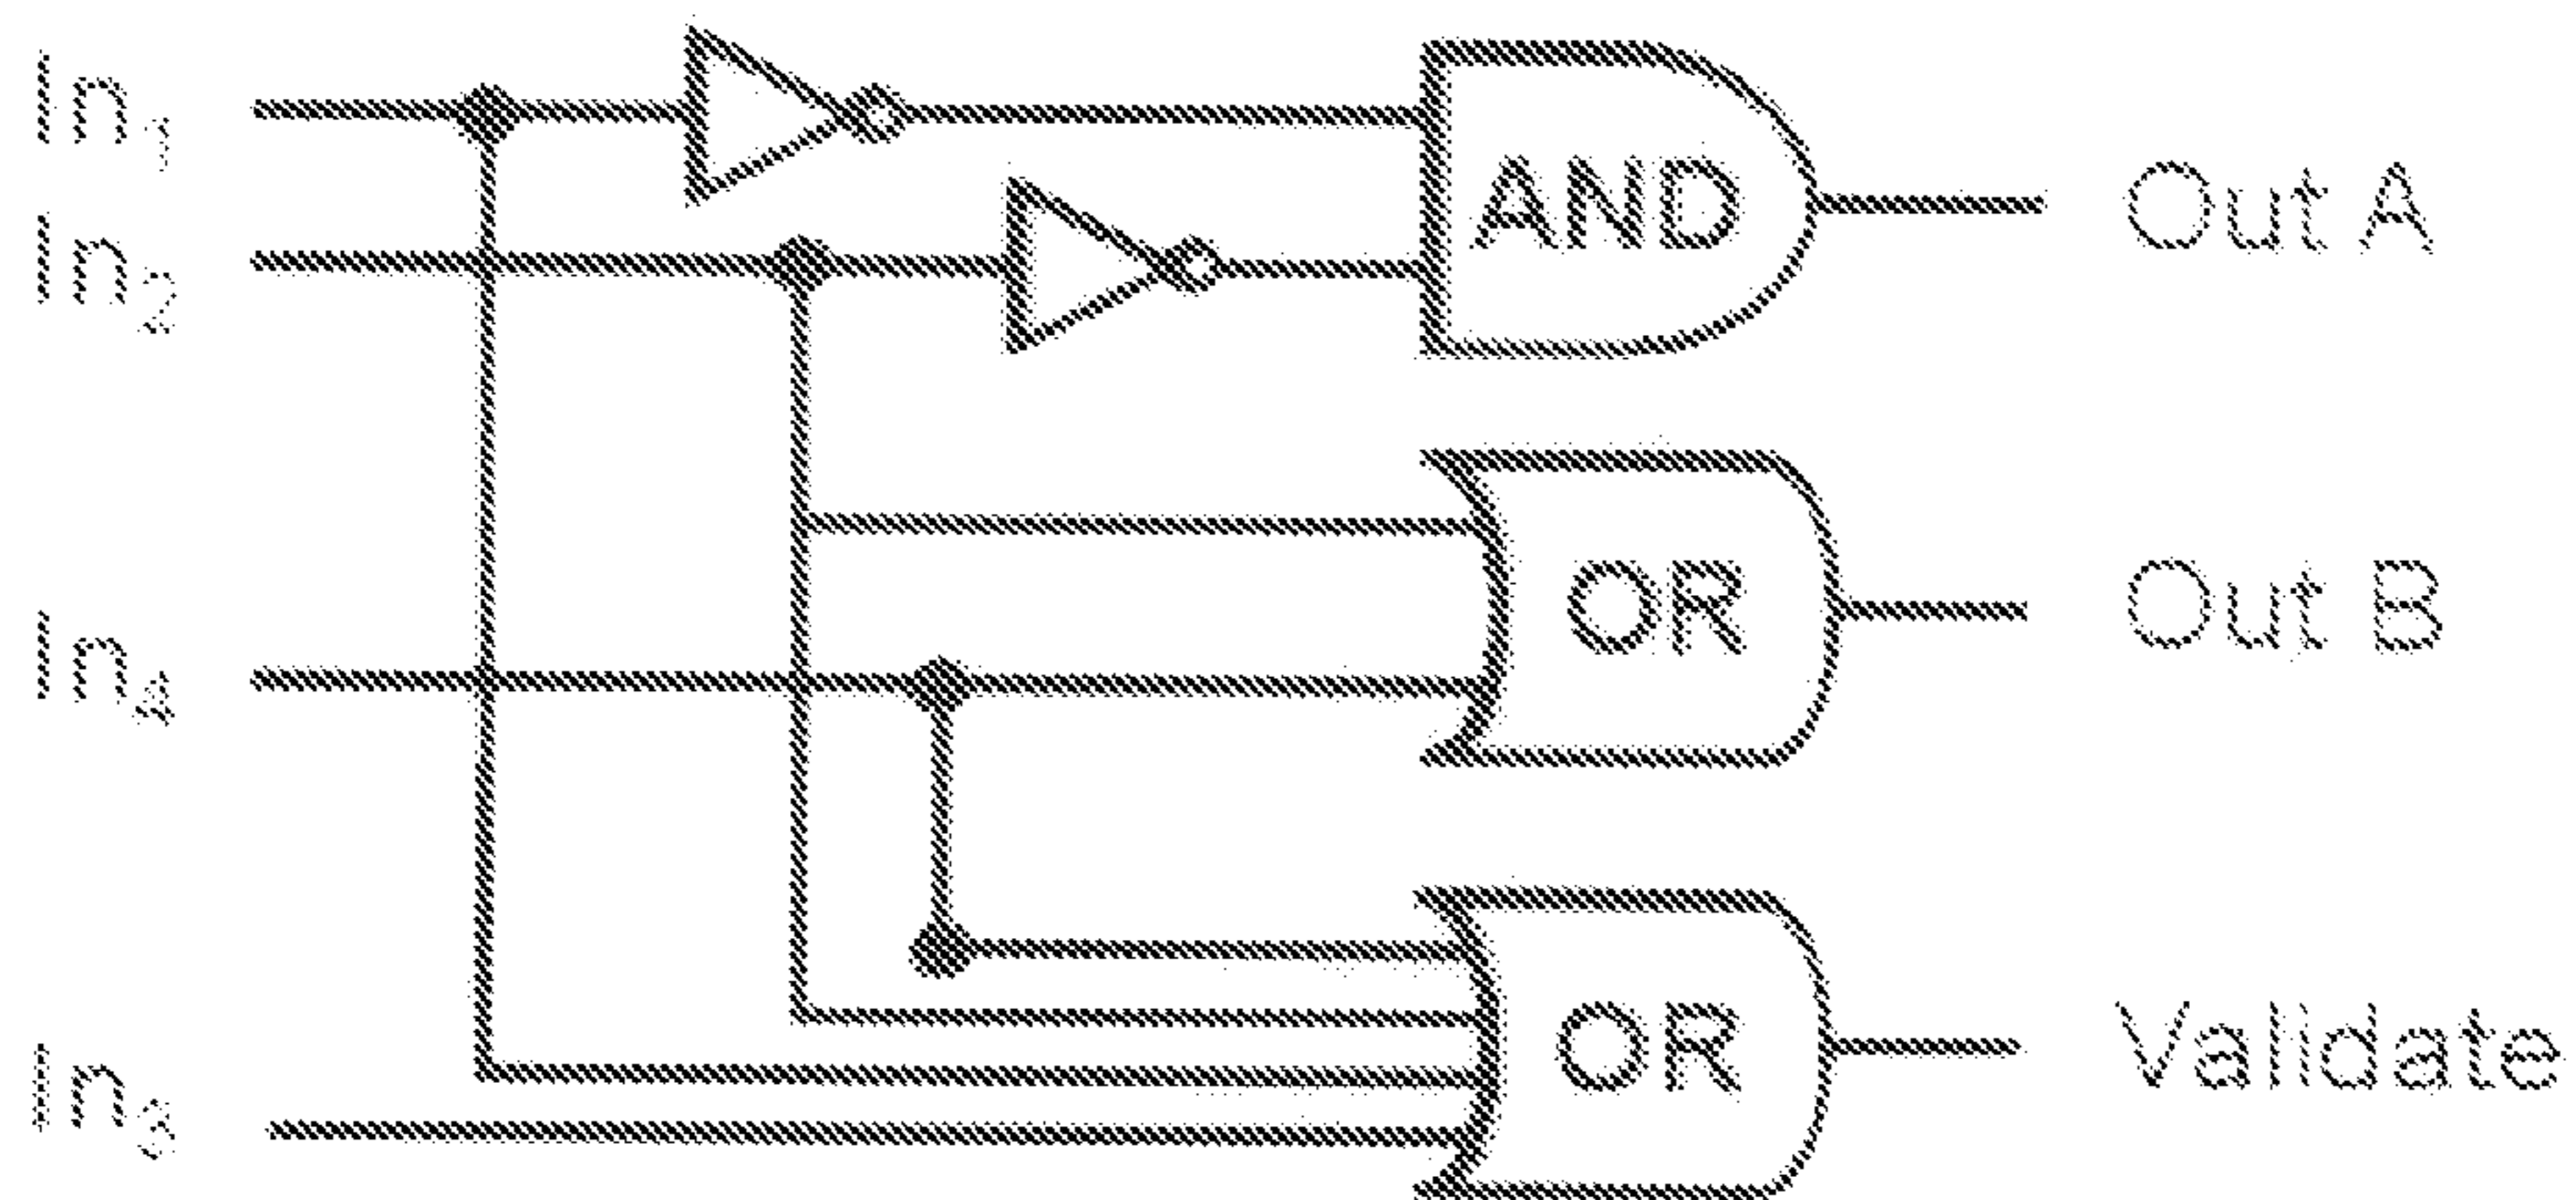 In₁
AND
Out A
In₂
OR
Out B
In₄
OR
Validate
In₃